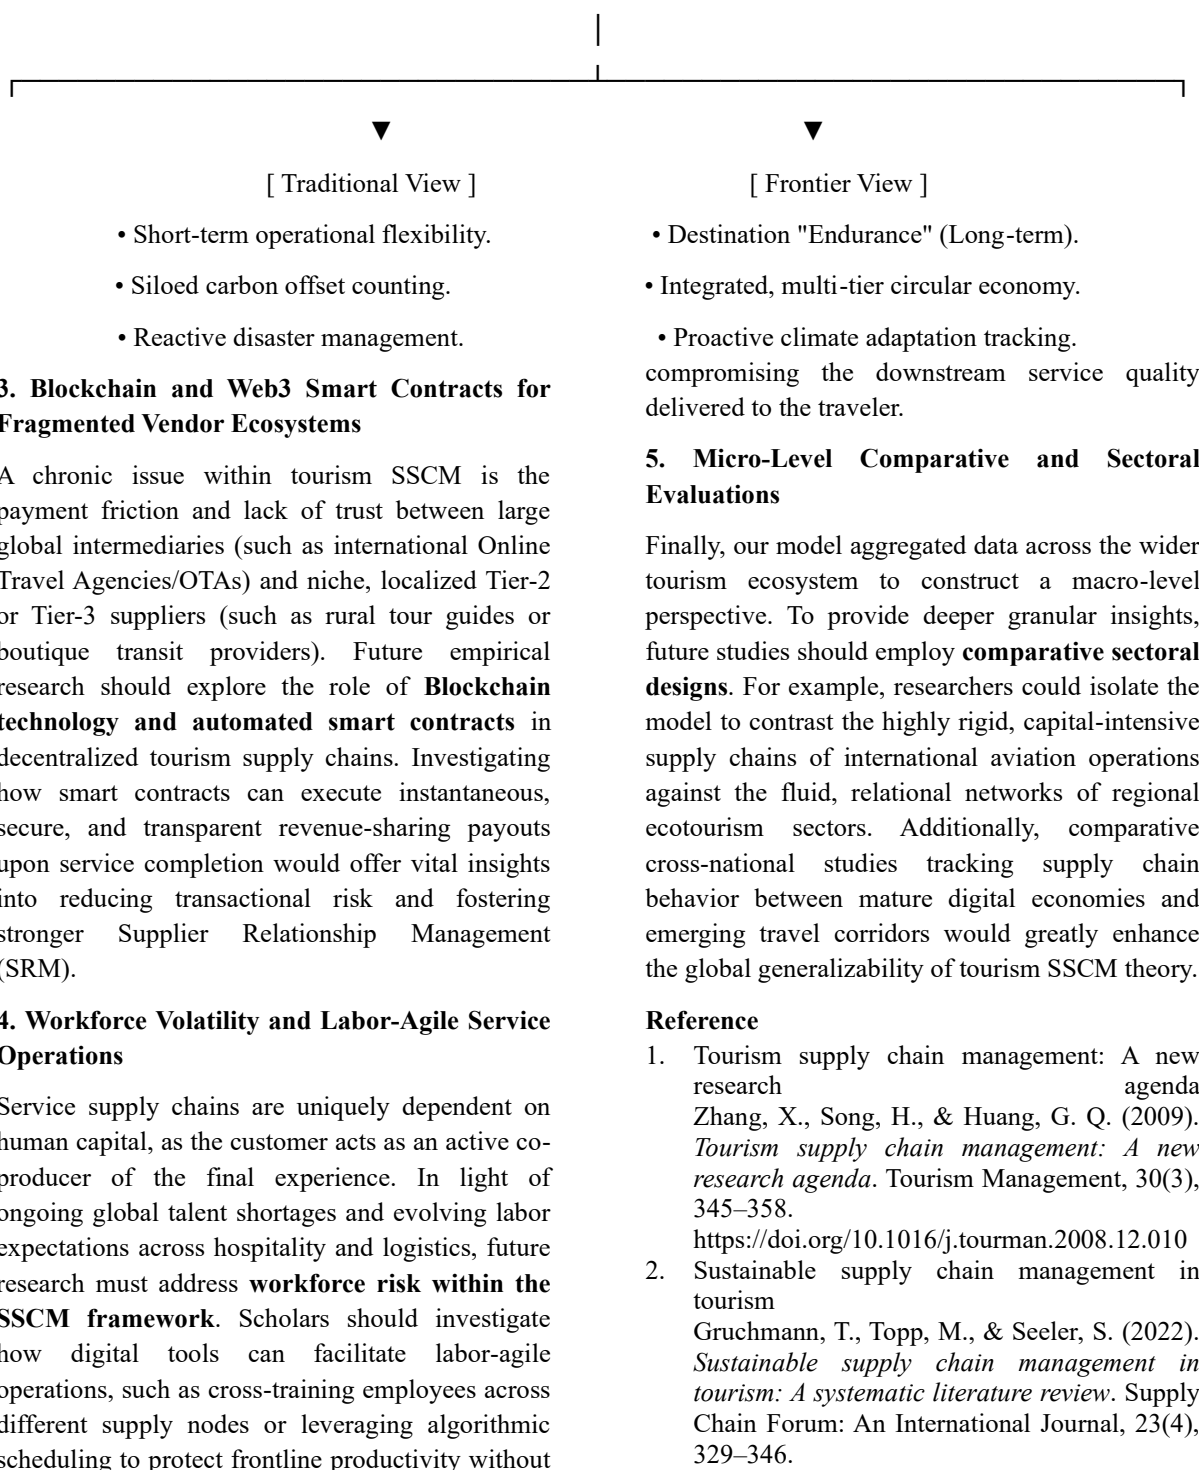 [ Traditional View ]
• Short-term operational flexibility.
• Siloed carbon offset counting.
• Reactive disaster management.
[ Frontier View ]
• Destination "Endurance" (Long-term).
• Integrated, multi-tier circular economy.
• Proactive climate adaptation tracking.
3. Blockchain and Web3 Smart Contracts for
Fragmented Vendor Ecosystems
A chronic issue within tourism SSCM is the
payment friction and lack of trust between large
global intermediaries (such as international Online
Travel Agencies/OTAs) and niche, localized Tier-2
or Tier-3 suppliers (such as rural tour guides or
boutique transit providers). Future empirical
research should explore the role of Blockchain
technology and automated smart contracts in
decentralized tourism supply chains. Investigating
how smart contracts can execute instantaneous,
secure, and transparent revenue-sharing payouts
upon service completion would offer vital insights
into reducing transactional risk and fostering
stronger Supplier Relationship Management
(SRM).
4. Workforce Volatility and Labor-Agile Service
Operations
Service supply chains are uniquely dependent on
human capital, as the customer acts as an active co-
producer of the final experience. In light of
ongoing global talent shortages and evolving labor
expectations across hospitality and logistics, future
research must address workforce risk within the
SSCM framework. Scholars should investigate
how digital tools can facilitate labor-agile
operations, such as cross-training employees across
different supply nodes or leveraging algorithmic
scheduling to protect frontline productivity without
compromising the downstream service quality
delivered to the traveler.
5. Micro-Level Comparative and Sectoral
Evaluations
Finally, our model aggregated data across the wider
tourism ecosystem to construct a macro-level
perspective. To provide deeper granular insights,
future studies should employ comparative sectoral
designs. For example, researchers could isolate the
model to contrast the highly rigid, capital-intensive
supply chains of international aviation operations
against the fluid, relational networks of regional
ecotourism sectors. Additionally, comparative
cross-national studies tracking supply chain
behavior between mature digital economies and
emerging travel corridors would greatly enhance
the global generalizability of tourism SSCM theory.
Reference
1. Tourism supply chain management: A new
research agenda
Zhang, X., Song, H., & Huang, G. Q. (2009).
Tourism supply chain management: A new
research agenda. Tourism Management, 30(3),
345–358.
https://doi.org/10.1016/j.tourman.2008.12.010
2. Sustainable supply chain management in
tourism
Gruchmann, T., Topp, M., & Seeler, S. (2022).
Sustainable supply chain management in
tourism: A systematic literature review. Supply
Chain Forum: An International Journal, 23(4),
329–346.